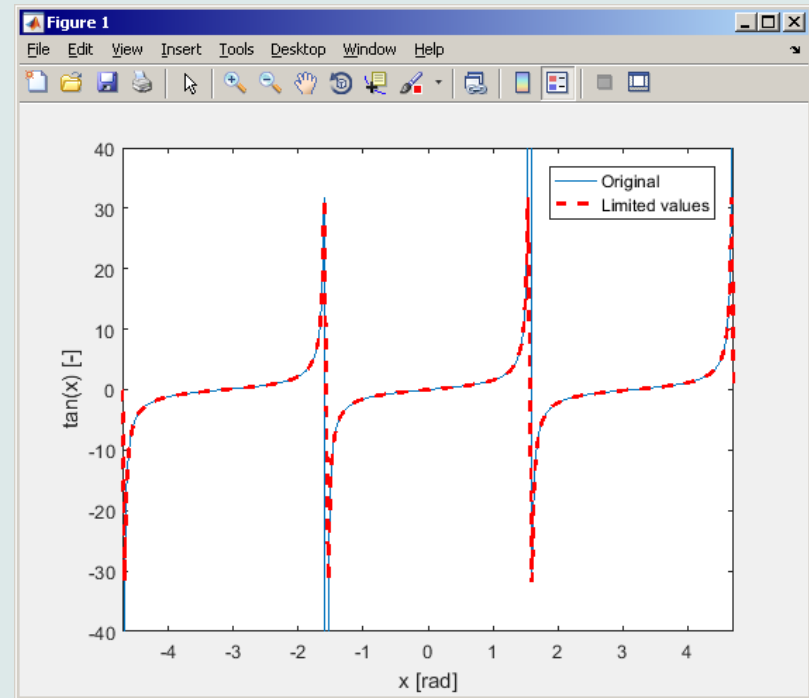 Figure 1
File Edit View Insert Tools Desktop Window Help
Original
Limited values
40
30
20
10
0
-10
-20
-30
-40
tan(x) [-]
-4 -3 -2 -1 0 1 2 3 4
x [rad]